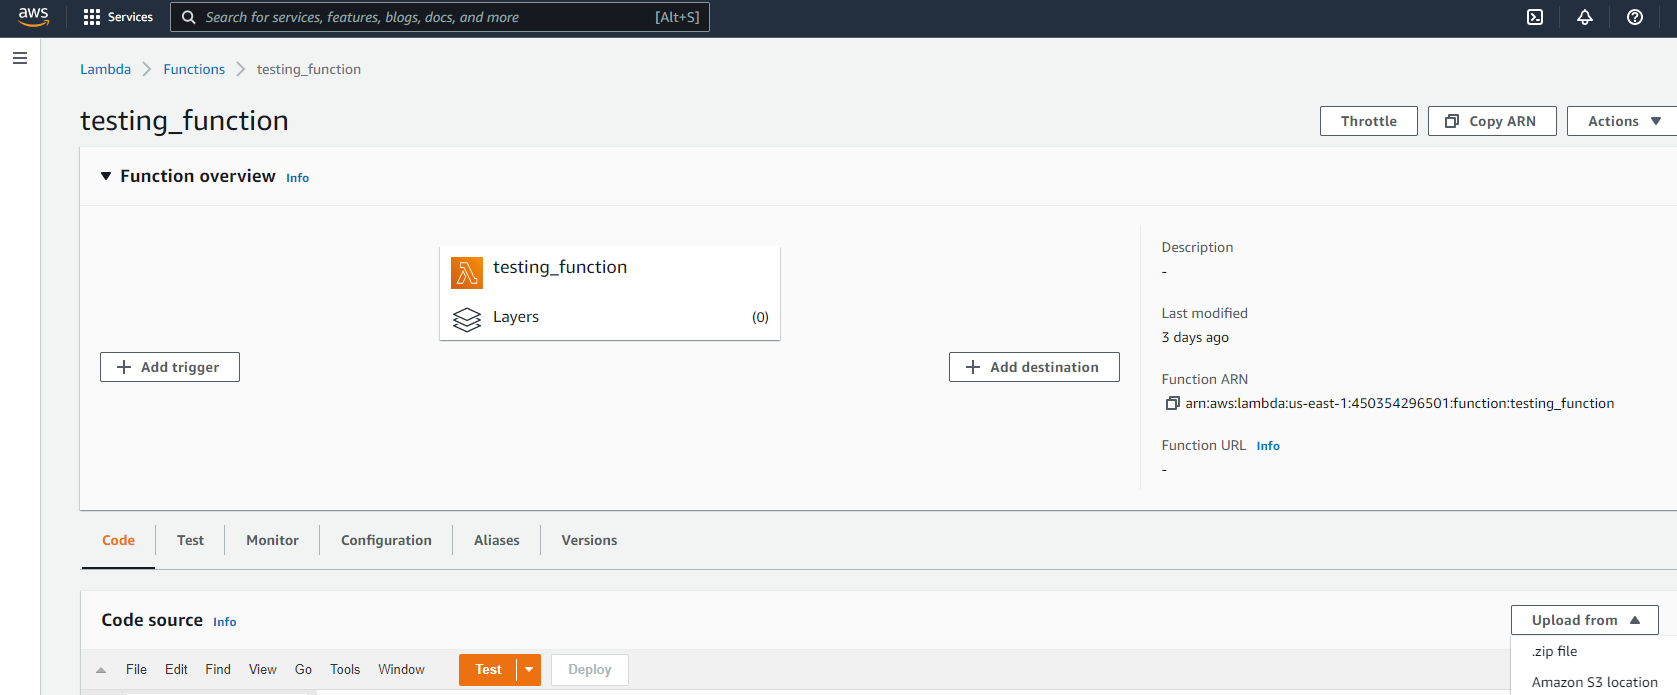 aws Services Search for services, features, blogs, docs, and more [Alt+S]
Lambda Functions testing_function
testing_function
Throttle Copy ARN Actions
Function overview Info
testing_function
Layers (0)
Add trigger
Add destination
Description
-
Last modified
3 days ago
Function ARN
arn:aws:lambda:us-east-1:450354296501:function:testing_function
Function URL Info
-
Code Test Monitor Configuration Aliases Versions
Code source Info
Upload from
.zip file
Amazon S3 location
File Edit Find View Go Tools Window Test Deploy